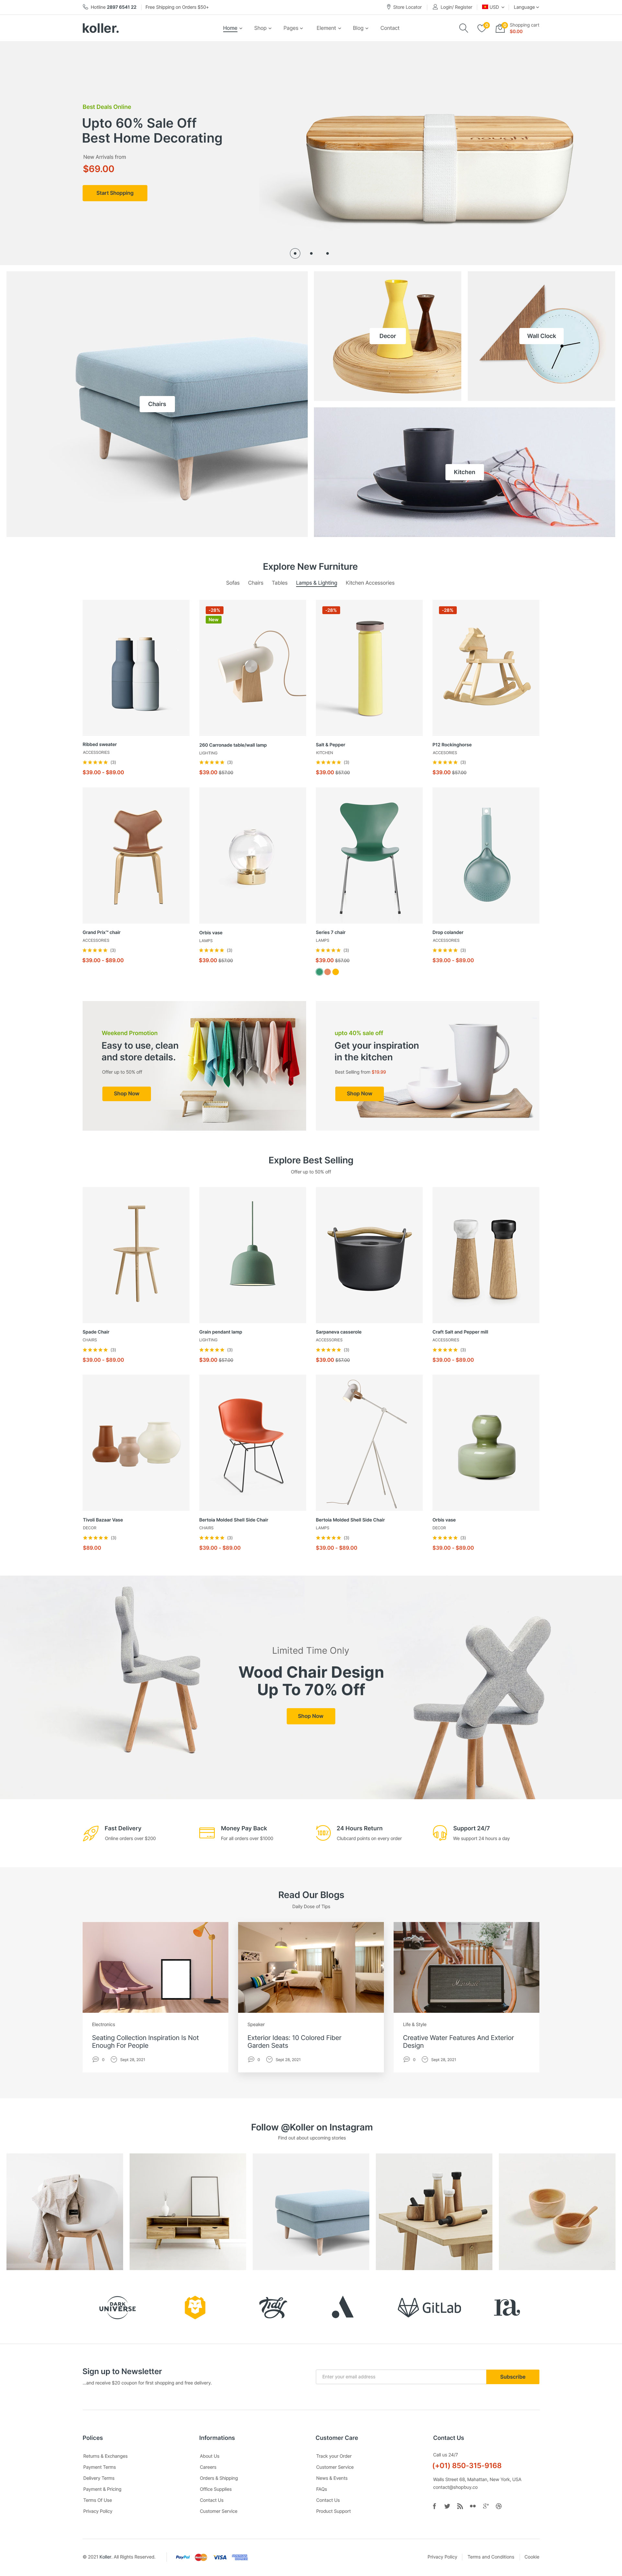 Hotline 2897 6541 22
Free Shipping on Orders $50+
Store Locator
Login/ Register
USD
Language
koller.
Home
Shop
Pages
Element
Blog
Contact
Shopping cart
$0.00
Best Deals Online
Upto 60% Sale Off
Best Home Decorating
New Arrivals from
$69.00
Start Shopping
Chairs
Decor
Wall Clock
Kitchen
Explore New Furniture
Sofas
Chairs
Tables
Lamps & Lighting
Kitchen Accessories
-28%
New
-28%
-28%
Ribbed sweater
ACCESSORIES
(3)
$39.00 - $89.00
260 Carronade table/wall lamp
LIGHTING
(3)
$39.00 $57.00
Salt & Pepper
KITCHEN
(3)
$39.00 $57.00
P12 Rockinghorse
ACCESORIES
(3)
$39.00 $57.00
Grand Prix™ chair
ACCESSORIES
(3)
$39.00 - $89.00
Orbis vase
LAMPS
(3)
$39.00 $57.00
Series 7 chair
LAMPS
(3)
$39.00 $57.00
Drop colander
ACCESSORIES
(3)
$39.00 - $89.00
Weekend Promotion
Easy to use, clean
and store details.
Offer up to 50% off
Shop Now
upto 40% sale off
Get your inspiration
in the kitchen
Best Selling from $19.99
Shop Now
Explore Best Selling
Offer up to 50% off
Spade Chair
CHAIRS
(3)
$39.00 - $89.00
Grain pendant lamp
LIGHTING
(3)
$39.00 $57.00
Sarpaneva casserole
ACCESSORIES
(3)
$39.00 $57.00
Craft Salt and Pepper mill
ACCESSORIES
(3)
$39.00 - $89.00
Tivoli Bazaar Vase
DECOR
(3)
$89.00
Bertoia Molded Shell Side Chair
CHAIRS
(3)
$39.00 - $89.00
Bertoia Molded Shell Side Chair
LAMPS
(3)
$39.00 - $89.00
Orbis vase
DECOR
(3)
$39.00 - $89.00
Limited Time Only
Wood Chair Design
Up To 70% Off
Shop Now
Fast Delivery
Online orders over $200
Money Pay Back
For all orders over $1000
24 Hours Return
Clubcard points on every order
Support 24/7
We support 24 hours a day
Read Our Blogs
Daily Dose of Tips
Electronics
Seating Collection Inspiration Is Not
Enough For People
0
Sept 28, 2021
Speaker
Exterior Ideas: 10 Colored Fiber
Garden Seats
0
Sept 28, 2021
Marshall
Life & Style
Creative Water Features And Exterior
Design
0
Sept 28, 2021
Follow @Koller on Instagram
Find out about upcoming stories
DARK
UNIVERSE
Tidy
GitLab
ra
Sign up to Newsletter
...and receive $20 coupon for first shopping and free delivery.
Enter your email address
Subscribe
Polices
Returns & Exchanges
Payment Terms
Delivery Terms
Payment & Pricing
Terms Of Use
Privacy Policy
Informations
About Us
Careers
Orders & Shipping
Office Supplies
Contact Us
Customer Service
Customer Care
Track your Order
Customer Service
News & Events
FAQs
Contact Us
Product Support
Contact Us
Call us 24/7
(+01) 850-315-9168
Walls Street 68, Mahattan, New York, USA
contact@shopbuy.co
© 2021 Koller. All Rights Reserved.
PayPal
VISA
Privacy Policy
Terms and Conditions
Cookie